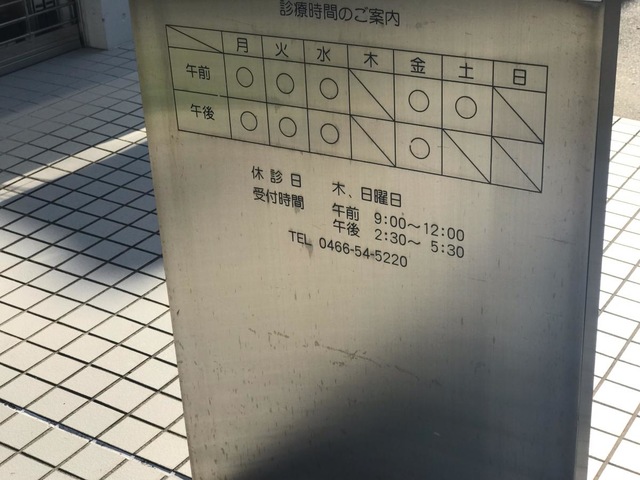 診療時間のご案内
月 火 水 木 金 土 日
午前 ○ ○ ○ ○ ○
午後 ○ ○ ○ ○
休診日 木、日曜日
受付時間 午前 9:00～12:00
午後 2:30～ 5:30
TEL 0466-54-5220